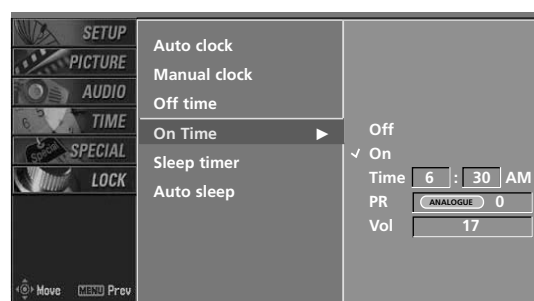 SETUP
PICTURE
AUDIO
TIME
SPECIAL
LOCK
Move MENU Prev
Auto clock
Manual clock
Off time
On Time
Sleep timer
Auto sleep
Off
On
Time 6 : 30 AM
PR ANALOGUE 0
Vol 17